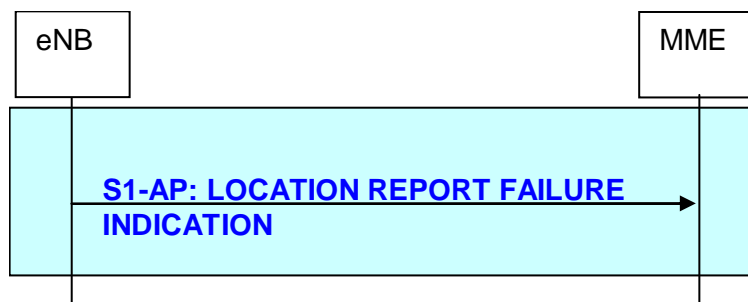 eNB
MME
S1-AP: LOCATION REPORT FAILURE
INDICATION